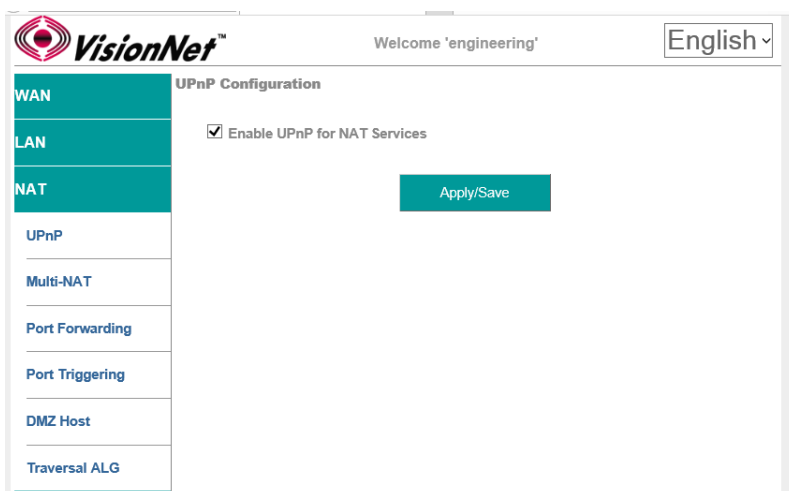 VisionNet™
Welcome 'engineering'
English
WAN
LAN
NAT
UPnP
Multi-NAT
Port Forwarding
Port Triggering
DMZ Host
Traversal ALG
UPnP Configuration
Enable UPnP for NAT Services
Apply/Save